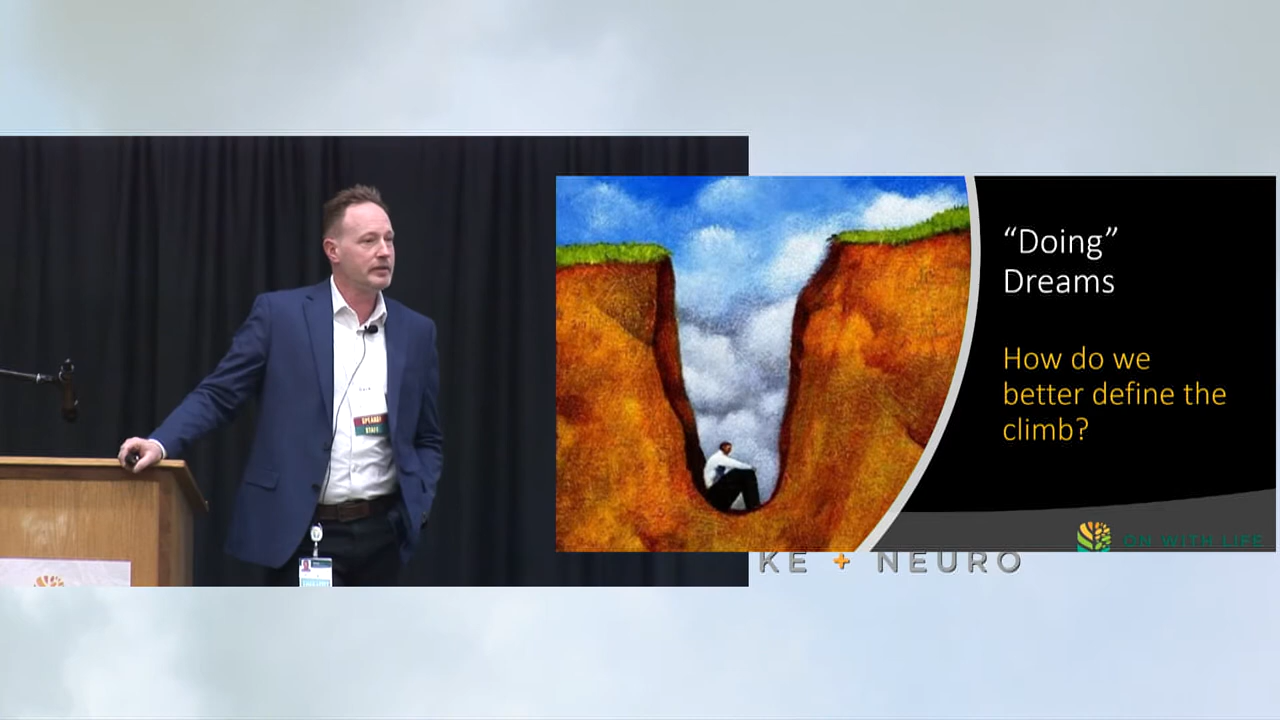 “Doing”
Dreams
How do we
better define the
climb?
ON WITH LIFE
KE + NEURO
SPEAKER
STAFF